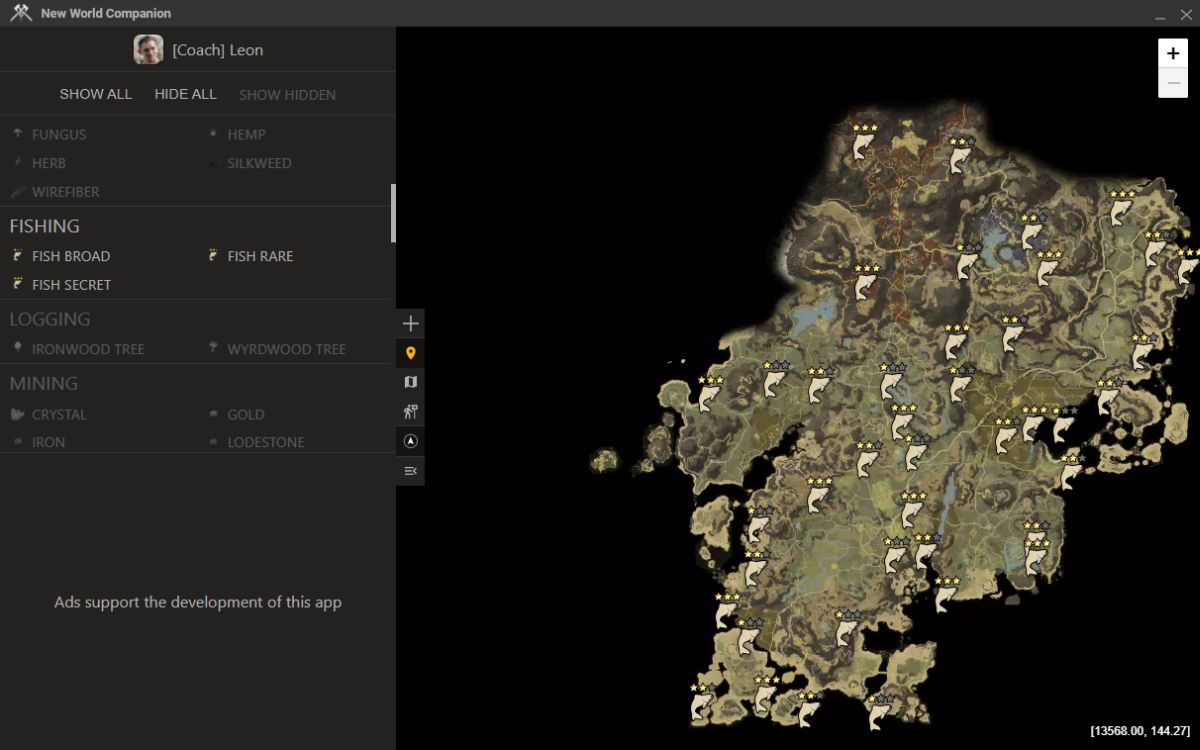 New World Companion
[Coach] Leon
SHOW ALL HIDE ALL SHOW HIDDEN
FUNGUS HEMP
HERB SILKWEED
WIREFIBER
FISHING
FISH BROAD FISH RARE
FISH SECRET
LOGGING
IRONWOOD TREE WYRDWOOD TREE
MINING
CRYSTAL GOLD
IRON LODESTONE
Ads support the development of this app
[13568.00, 144.27]